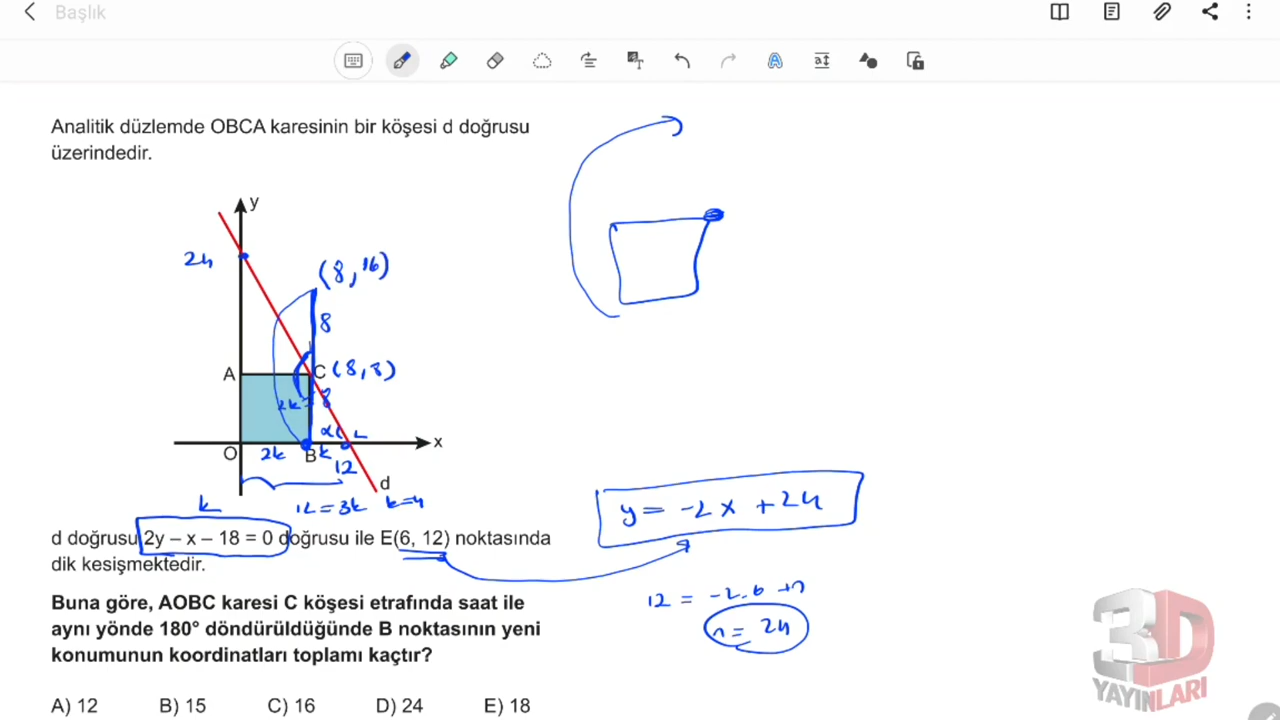 Başlık
Analitik düzlemde OBCA karesinin bir köşesi d doğrusu
üzerindedir.
y
24
(8, 16)
8
A
C (8, 8)
2k = 8
α
O
2k
B
k
x
12
d
k
12 = 3k
k=4
y = -2x + 24
d doğrusu 2y – x – 18 = 0 doğrusu ile E(6, 12) noktasında
dik kesişmektedir.
12 = -2.6 + n
n = 24
Buna göre, AOBC karesi C köşesi etrafında saat ile
aynı yönde 180° döndürüldüğünde B noktasının yeni
konumunun koordinatları toplamı kaçtır?
A) 12 B) 15 C) 16 D) 24 E) 18
3D
YAYINLARI